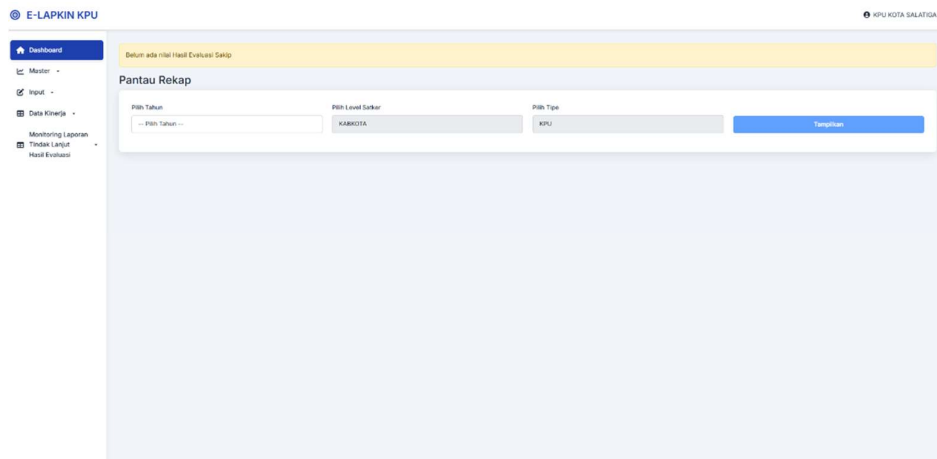 E-LAPKIN KPU
KPU KOTA SALATIGA
Dashboard
Master
Input
Data Kinerja
Monitoring Laporan
Tindak Lanjut
Hasil Evaluasi
Belum ada nilai Hasil Evaluasi Sakip
Pantau Rekap
Pilih Tahun
-- Pilih Tahun --
Pilih Level Satker
KABKOTA
Pilih Tipe
KPU
Tampilkan